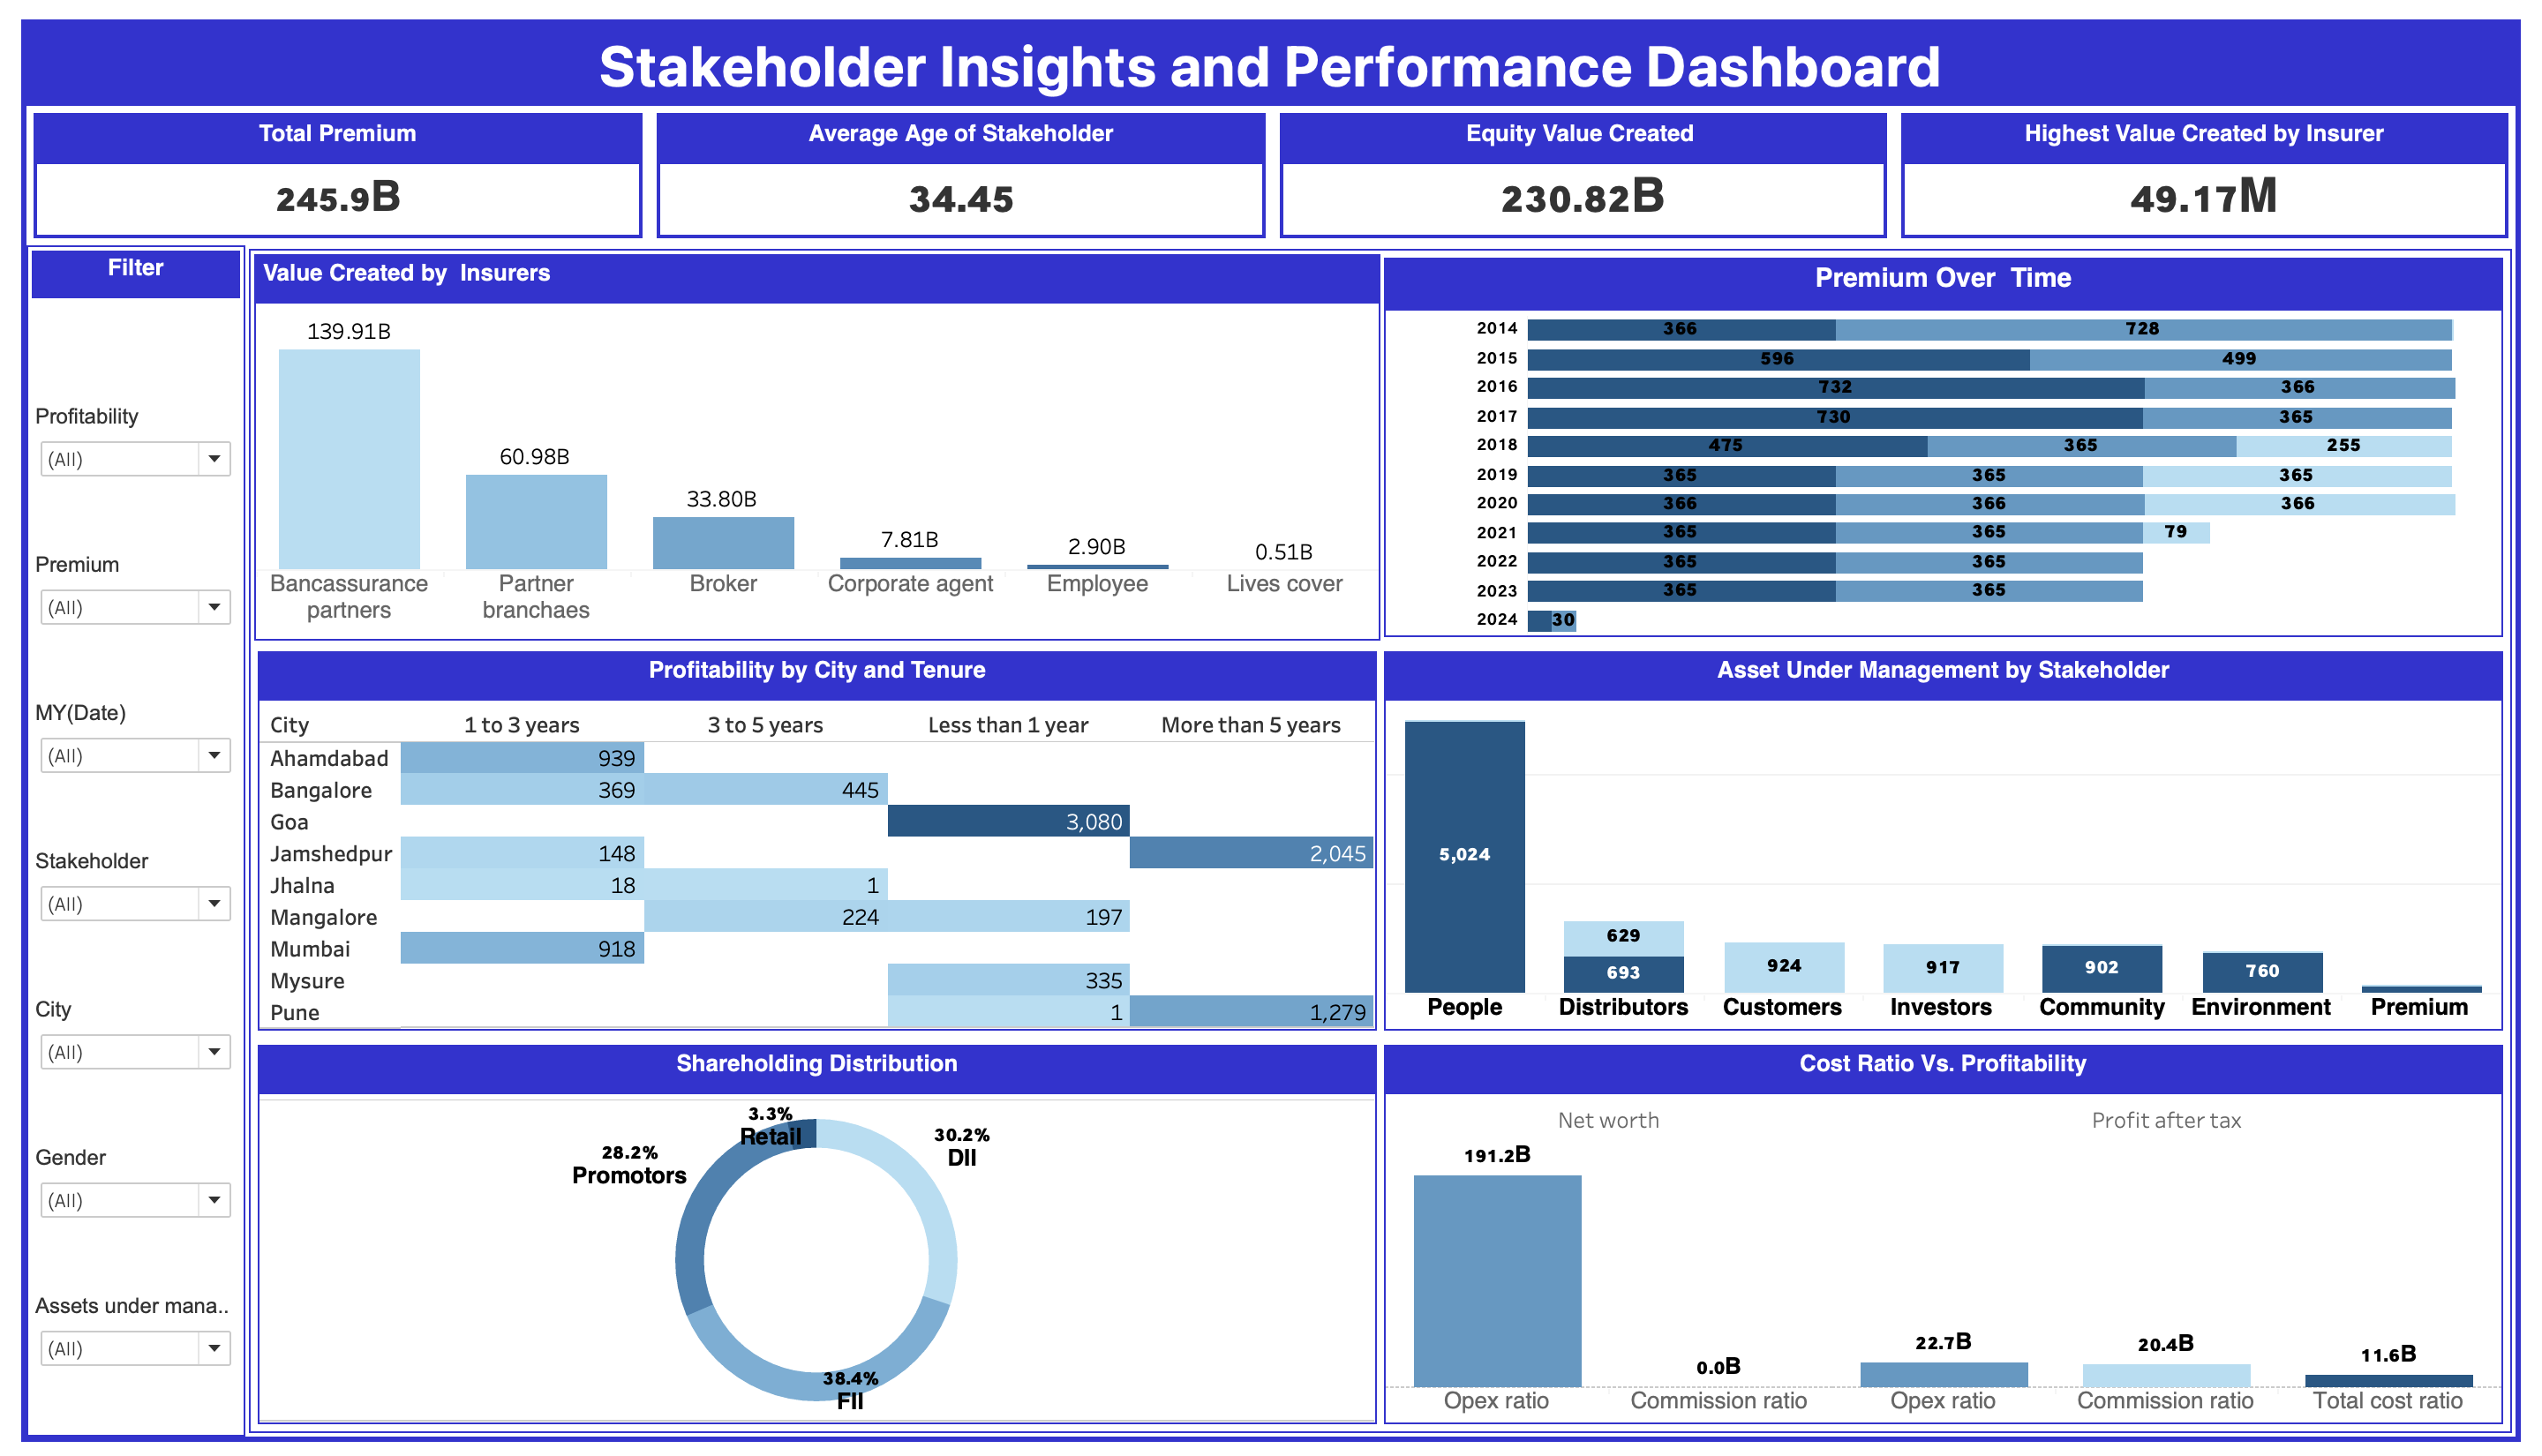 Stakeholder Insights and Performance Dashboard
Total Premium
245.9B
Average Age of Stakeholder
34.45
Equity Value Created
230.82B
Highest Value Created by Insurer
49.17M
Filter
Profitability
(All)
Premium
(All)
MY(Date)
(All)
Stakeholder
(All)
City
(All)
Gender
(All)
Assets under mana..
(All)
Value Created by  Insurers
139.91B
60.98B
33.80B
7.81B
2.90B
0.51B
Bancassurance
partners
Partner
branchaes
Broker
Corporate agent
Employee
Lives cover
Premium Over  Time
2014 366 728
2015 596 499
2016 732 366
2017 730 365
2018 475 365 255
2019 365 365 365
2020 366 366 366
2021 365 365 79
2022 365 365
2023 365 365
2024 30
Profitability by City and Tenure
City 1 to 3 years 3 to 5 years Less than 1 year More than 5 years
Ahamdabad 939
Bangalore 369 445
Goa 3,080
Jamshedpur 148 2,045
Jhalna 18 1
Mangalore 224 197
Mumbai 918
Mysure 335
Pune 1 1,279
Asset Under Management by Stakeholder
5,024
629
693
924
917
902
760
People Distributors Customers Investors Community Environment Premium
Shareholding Distribution
3.3%
Retail
30.2%
DII
28.2%
Promotors
38.4%
FII
Cost Ratio Vs. Profitability
Net worth Profit after tax
191.2B
0.0B
22.7B
20.4B
11.6B
Opex ratio Commission ratio Opex ratio Commission ratio Total cost ratio